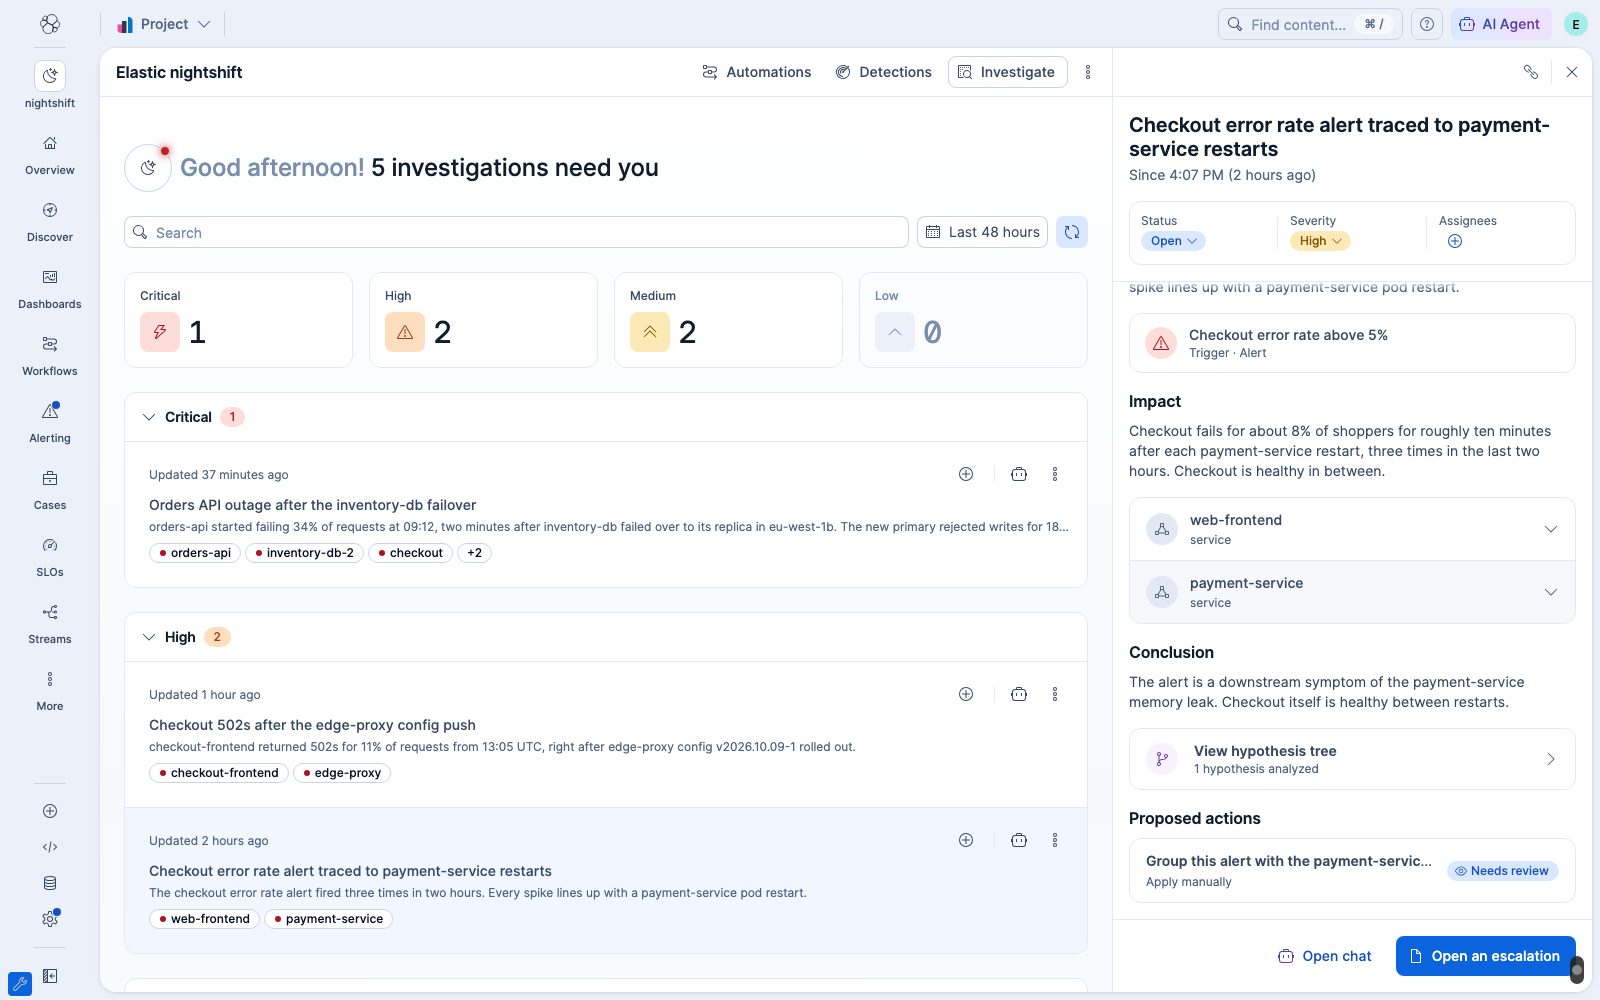 Project
Find content...
⌘ /
AI Agent
E
nightshift
Overview
Discover
Dashboards
Workflows
Alerting
Cases
SLOs
Streams
More
Elastic nightshift
Automations
Detections
Investigate
Good afternoon! 5 investigations need you
Search
Last 48 hours
Critical
1
High
2
Medium
2
Low
0
Critical 1
Updated 37 minutes ago
Orders API outage after the inventory-db failover
orders-api started failing 34% of requests at 09:12, two minutes after inventory-db failed over to its replica in eu-west-1b. The new primary rejected writes for 18...
orders-api
inventory-db-2
checkout
+2
High 2
Updated 1 hour ago
Checkout 502s after the edge-proxy config push
checkout-frontend returned 502s for 11% of requests from 13:05 UTC, right after edge-proxy config v2026.10.09-1 rolled out.
checkout-frontend
edge-proxy
Updated 2 hours ago
Checkout error rate alert traced to payment-service restarts
The checkout error rate alert fired three times in two hours. Every spike lines up with a payment-service pod restart.
web-frontend
payment-service
Checkout error rate alert traced to payment-
service restarts
Since 4:07 PM (2 hours ago)
Status
Open
Severity
High
Assignees
spike lines up with a payment-service pod restart.
Checkout error rate above 5%
Trigger · Alert
Impact
Checkout fails for about 8% of shoppers for roughly ten minutes
after each payment-service restart, three times in the last two
hours. Checkout is healthy in between.
web-frontend
service
payment-service
service
Conclusion
The alert is a downstream symptom of the payment-service
memory leak. Checkout itself is healthy between restarts.
View hypothesis tree
1 hypothesis analyzed
Proposed actions
Group this alert with the payment-servic...
Apply manually
Needs review
Open chat
Open an escalation